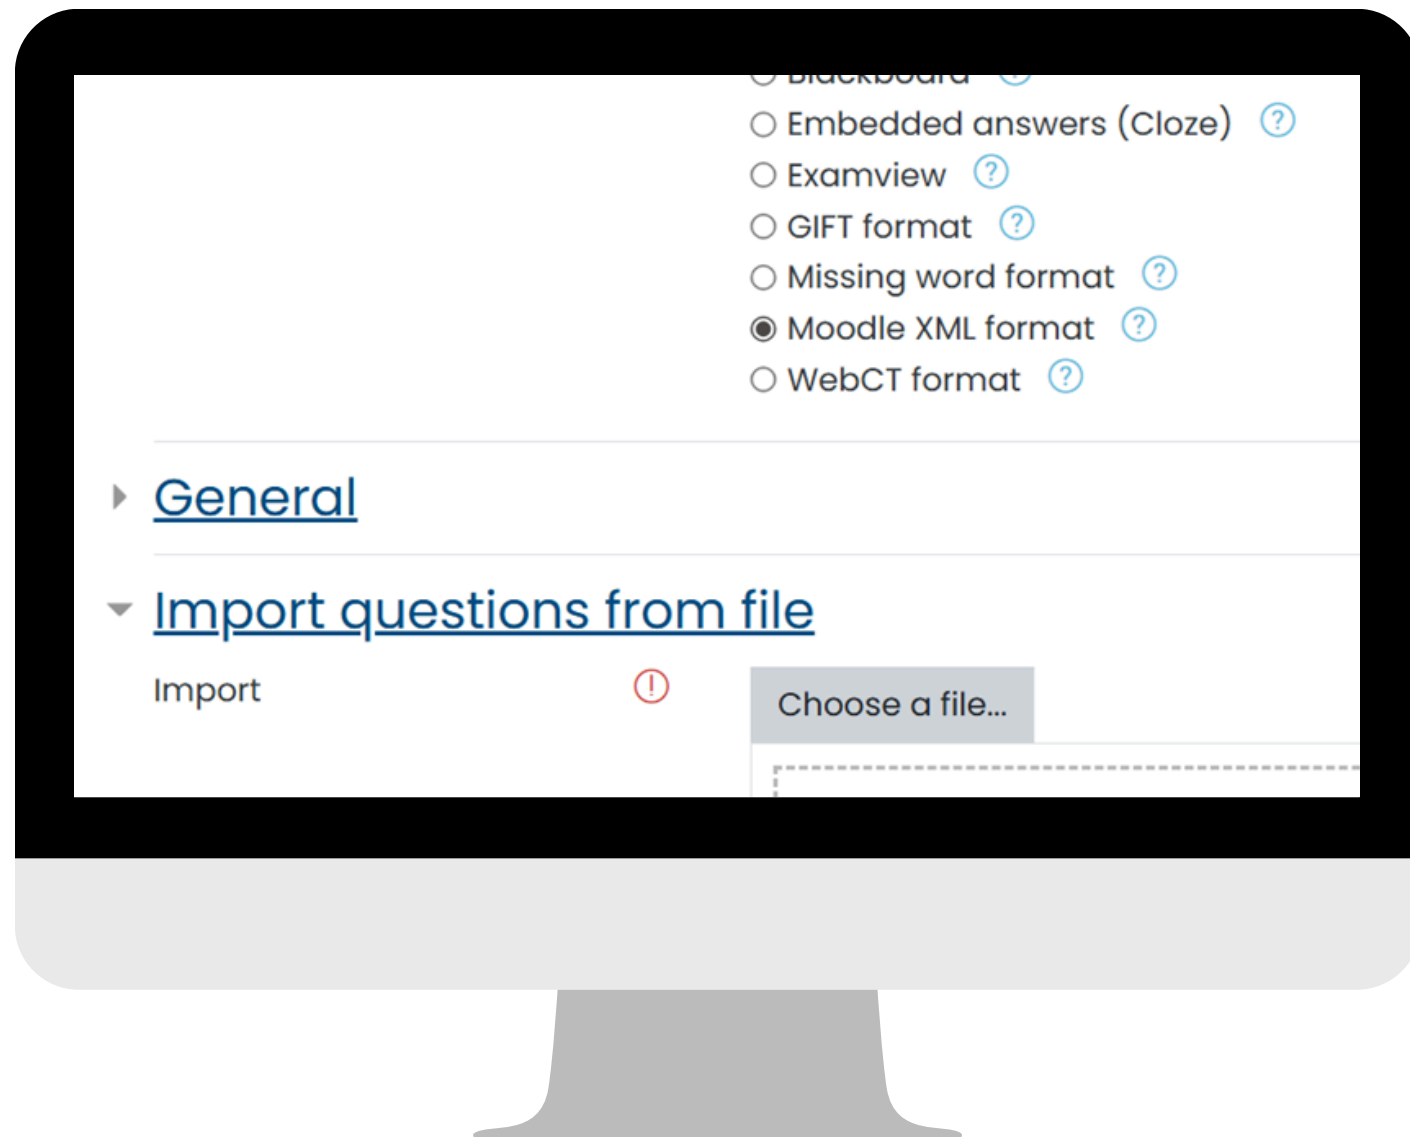 Blackboard
Embedded answers (Cloze) ?
Examview ?
GIFT format ?
Missing word format ?
Moodle XML format ?
WebCT format ?
General
Import questions from file
Import !
Choose a file...